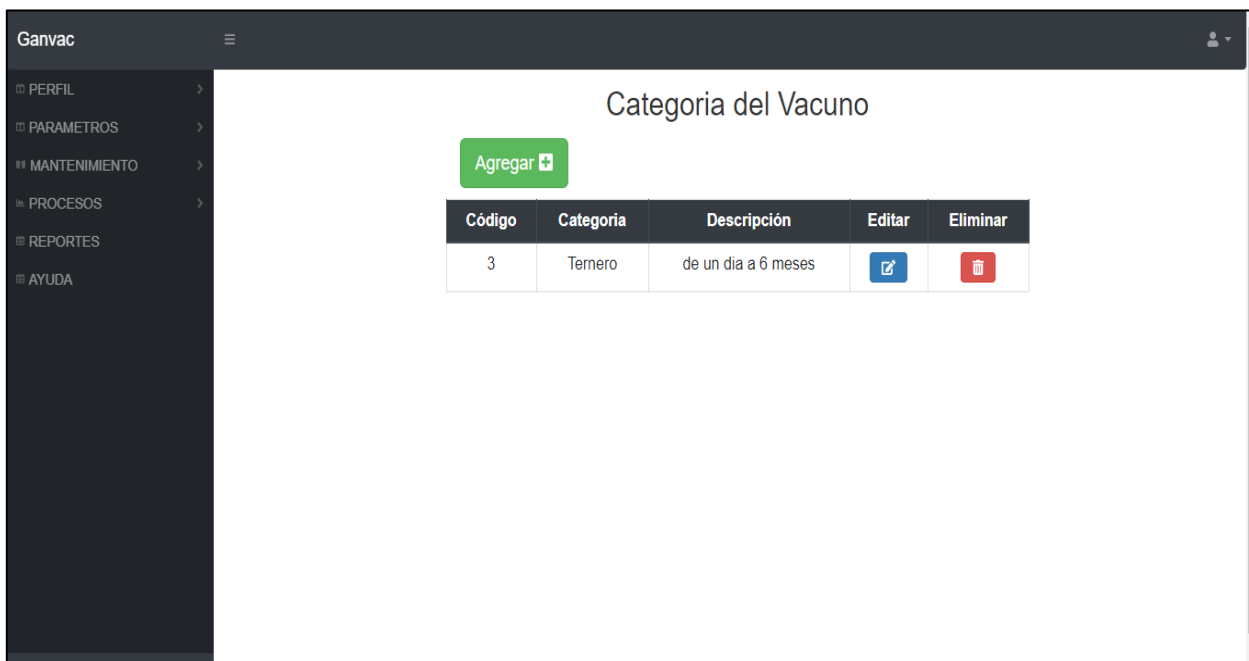 Ganvac
PERFIL
PARAMETROS
MANTENIMIENTO
PROCESOS
REPORTES
AYUDA
Categoria del Vacuno
Agregar
Código Categoria Descripción Editar Eliminar
3 Ternero de un dia a 6 meses